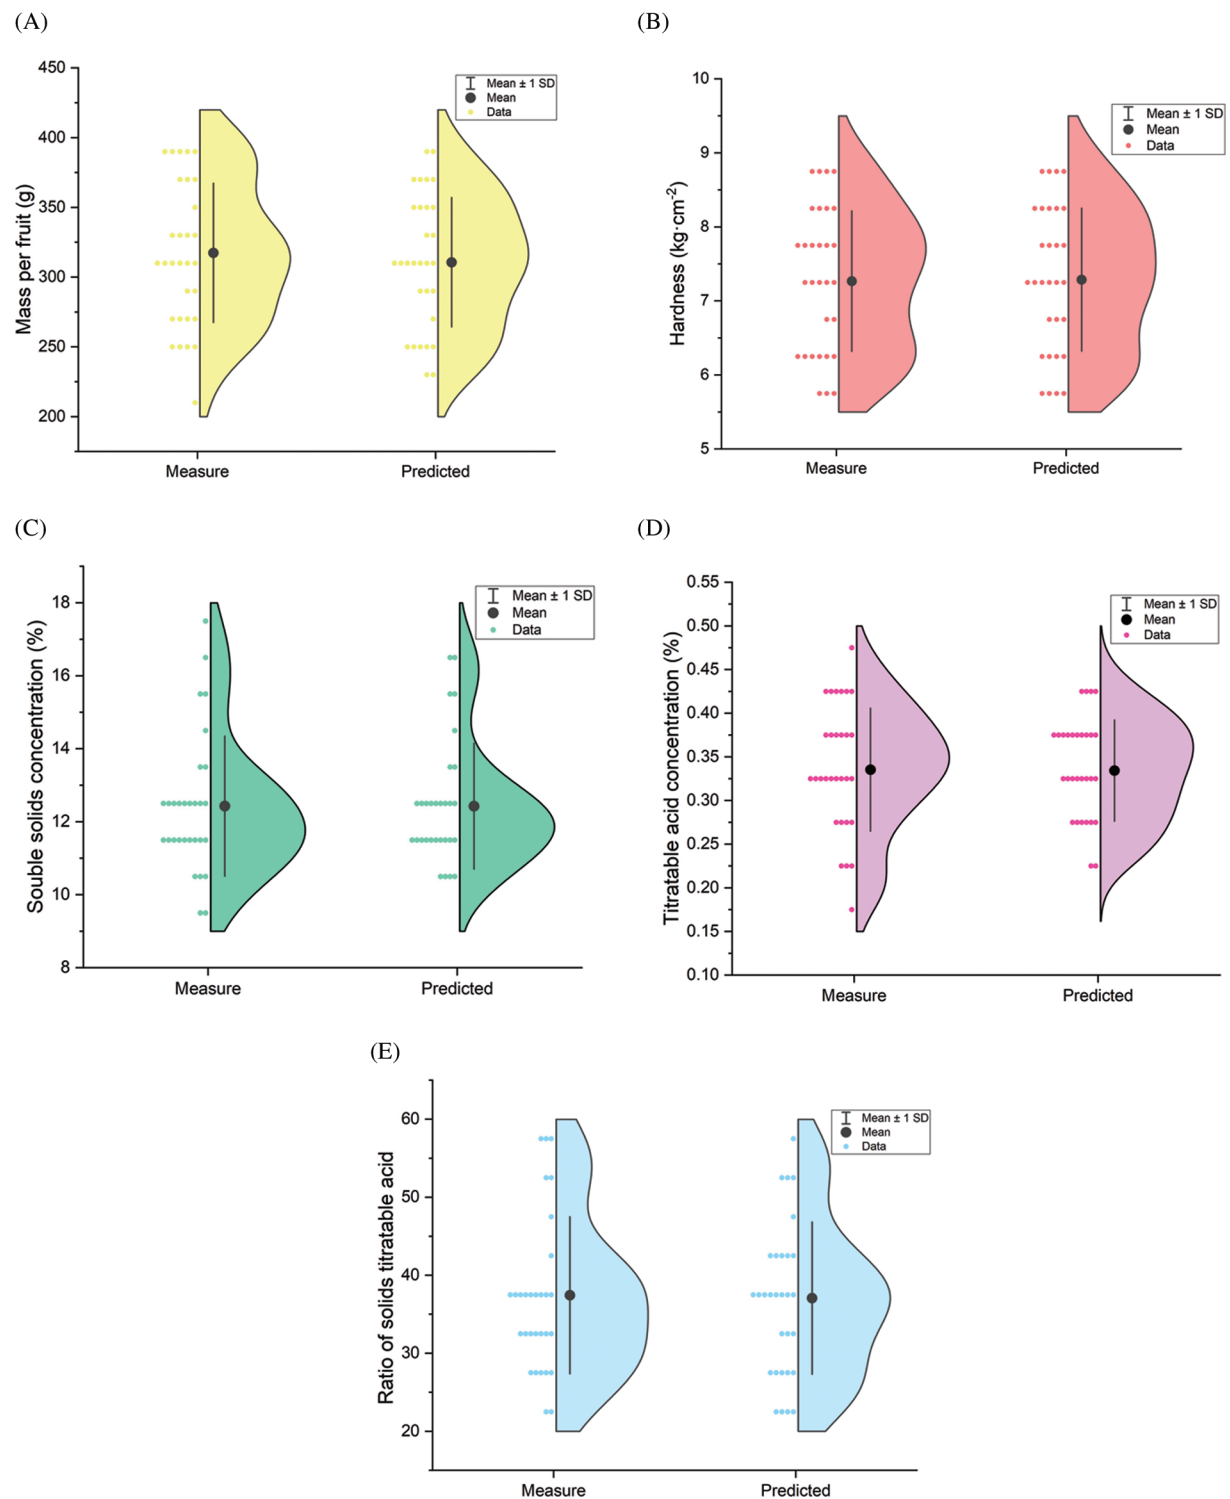 (A)
450
400
350
300
250
200
Mass per fruit (g)
Mean ± 1 SD
Mean
Data
Measure
Predicted
(B)
10
9
8
7
6
5
Hardness (kg·cm-2)
Mean ± 1 SD
Mean
Data
Measure
Predicted
(C)
18
16
14
12
10
8
Souble solids concentration (%)
Mean ± 1 SD
Mean
Data
Measure
Predicted
(D)
0.55
0.50
0.45
0.40
0.35
0.30
0.25
0.20
0.15
0.10
Titratable acid concentration (%)
Mean ± 1 SD
Mean
Data
Measure
Predicted
(E)
60
50
40
30
20
Ratio of solids titratable acid
Mean ± 1 SD
Mean
Data
Measure
Predicted